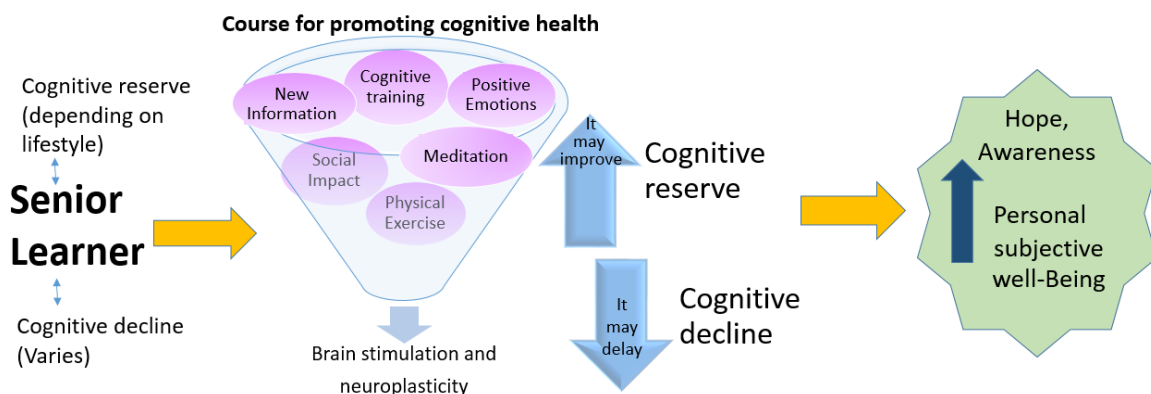 Course for promoting cognitive health
Cognitive reserve
(depending on
lifestyle)
Senior
Learner
Cognitive decline
(Varies)
New
Information
Cognitive
training
Positive
Emotions
Social
Impact
Meditation
Physical
Exercise
Brain stimulation and
neuroplasticity
It
may
improve
Cognitive
reserve
It
may
delay
Cognitive
decline
Hope,
Awareness
Personal
subjective
well-Being